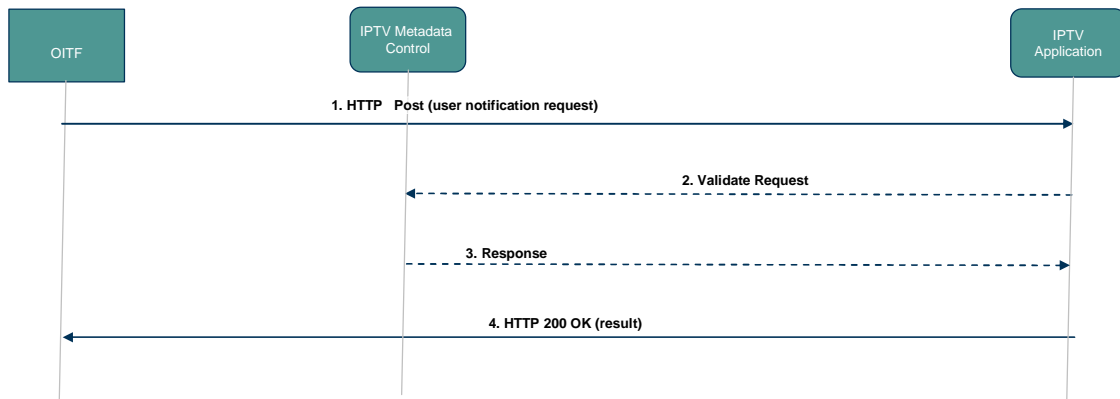 OITF
IPTV Metadata
Control
IPTV
Application
1. HTTP   Post (user notification request)
2. Validate Request
3. Response
4. HTTP 200 OK (result)